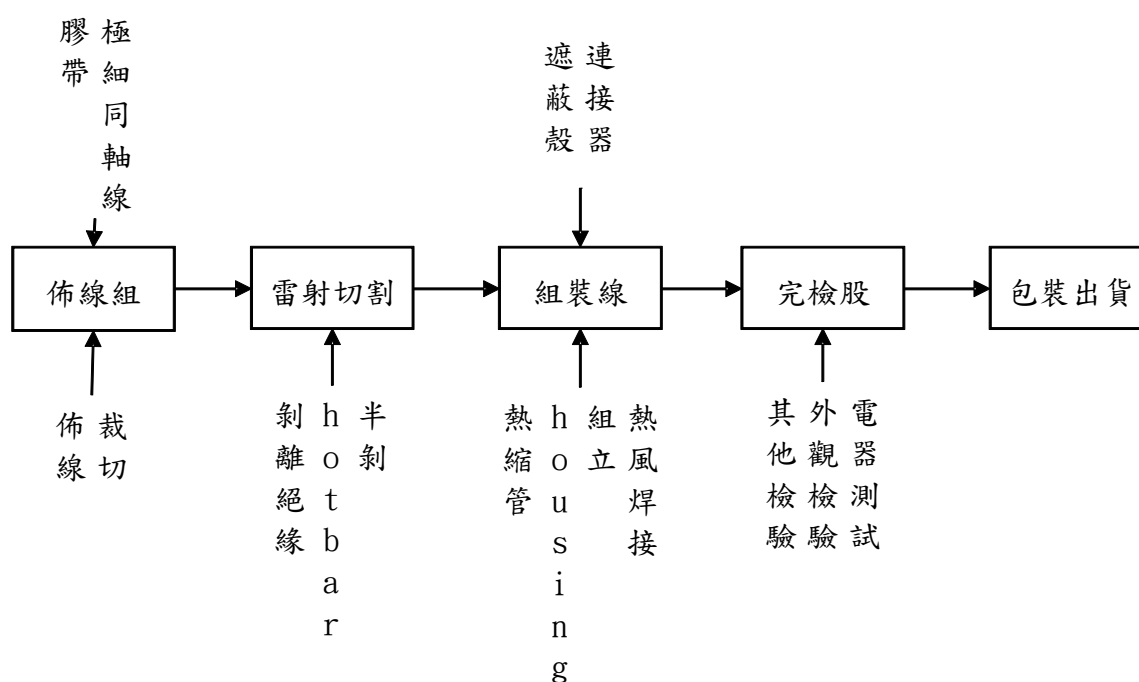 極細同軸線
膠帶
連接器
遮蔽殼
佈線組
雷射切割
組裝線
完檢股
包裝出貨
裁切
佈線
半剝
hotbar
剝離絕緣
熱風焊接
組立
housing
熱縮管
電器測試
外觀檢驗
其他檢驗